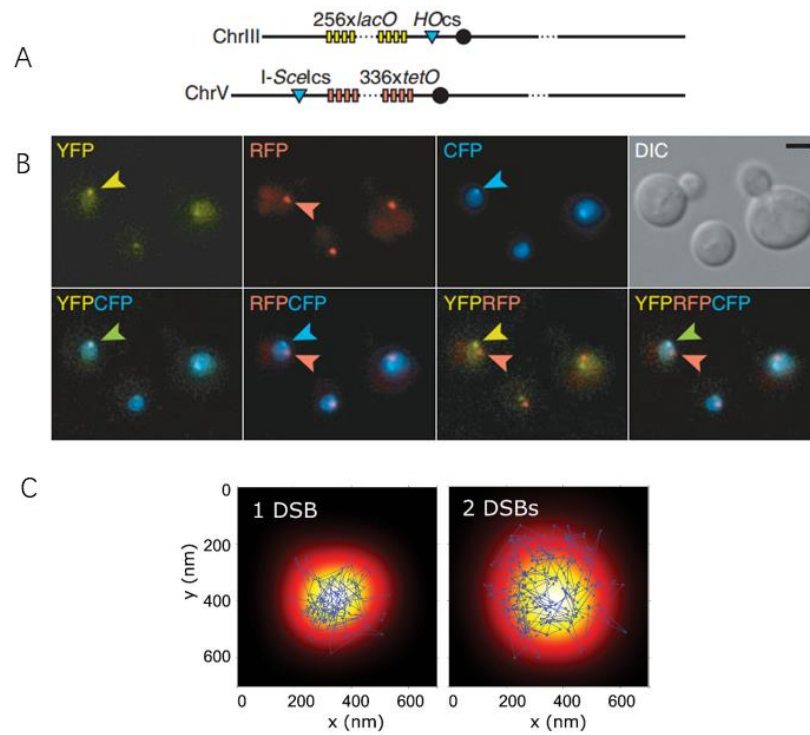 A
ChrIII
256xlacO
HOcs
ChrV
I-SceIcs
336xtetO
B
YFP
RFP
CFP
DIC
YFPCFP
RFPCFP
YFPRFP
YFPRFPCFP
C
1 DSB
2 DSBs
y (nm)
0
200
400
600
0 200 400 600
x (nm)
0 200 400 600
x (nm)